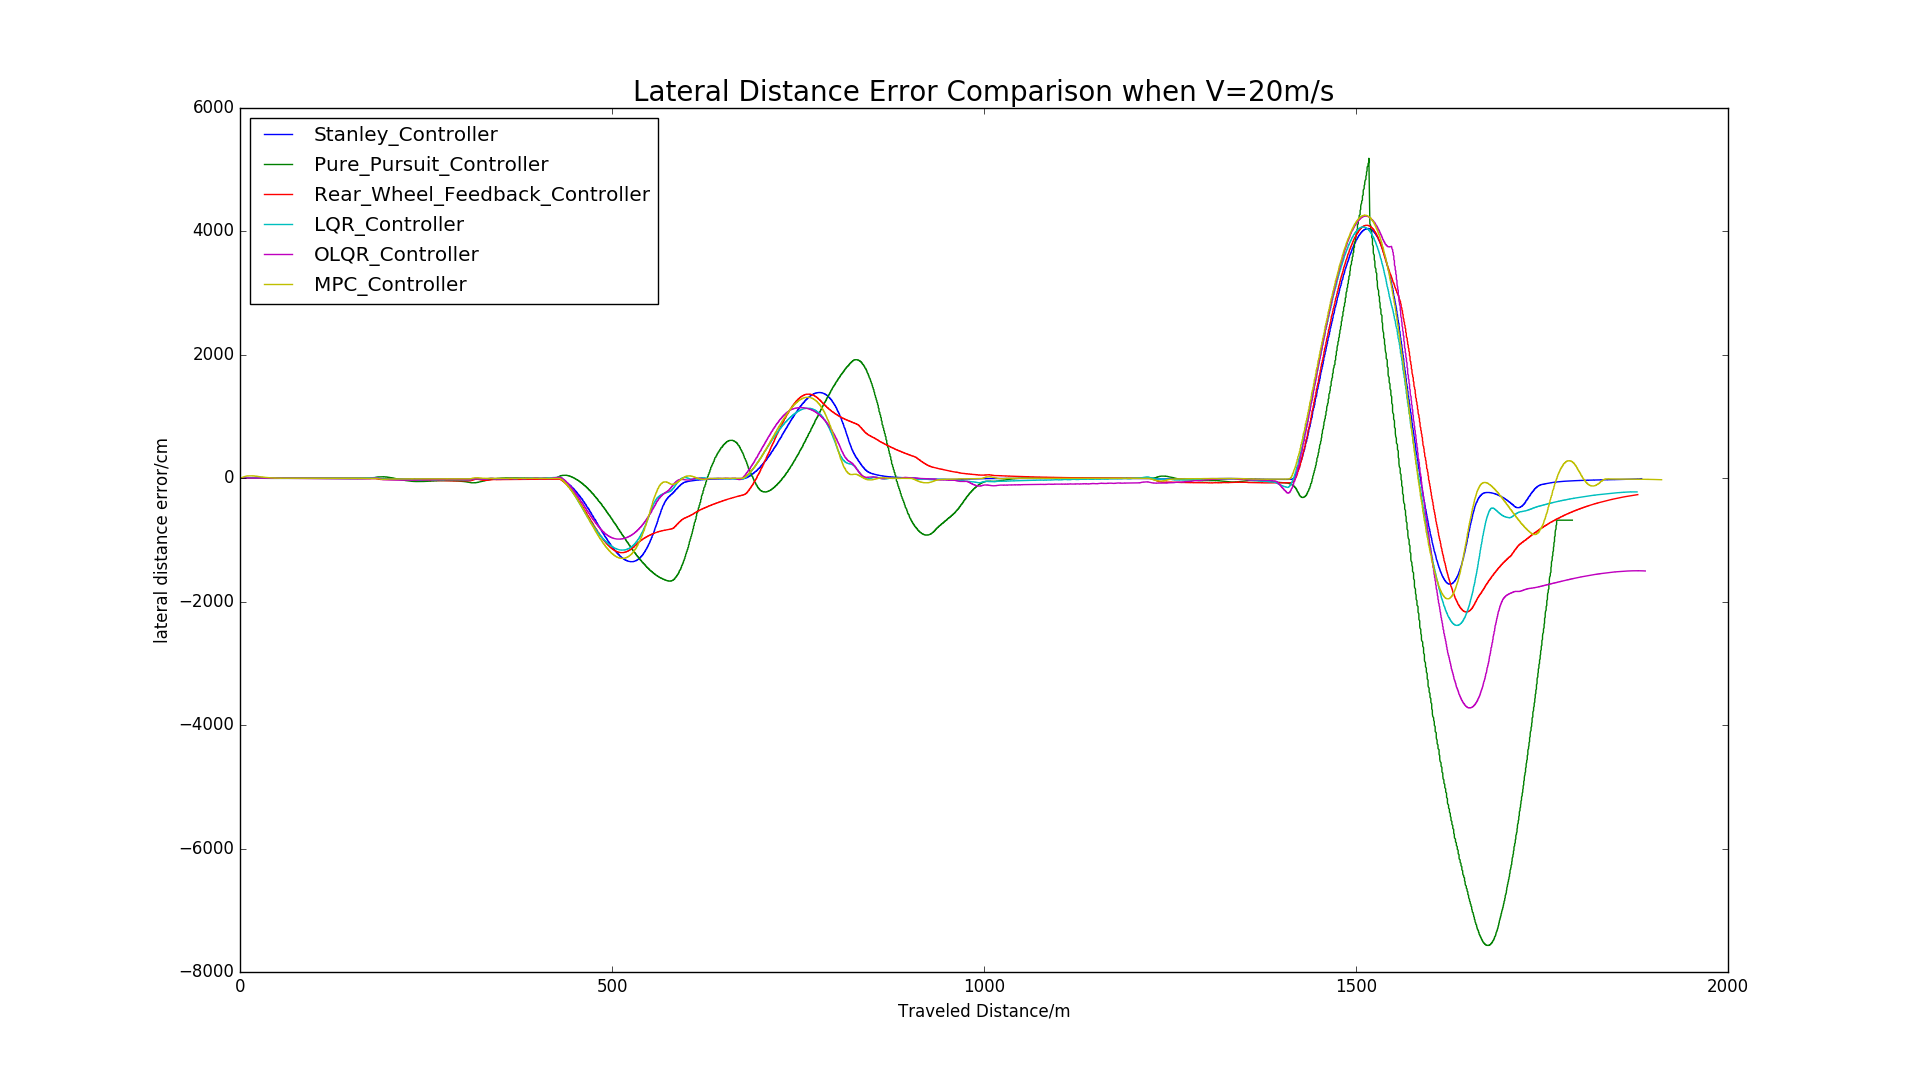 Lateral Distance Error Comparison when V=20m/s
6000
4000
2000
0
−2000
−4000
−6000
−8000
lateral distance error/cm
Stanley_Controller
Pure_Pursuit_Controller
Rear_Wheel_Feedback_Controller
LQR_Controller
OLQR_Controller
MPC_Controller
0 500 1000 1500 2000
Traveled Distance/m